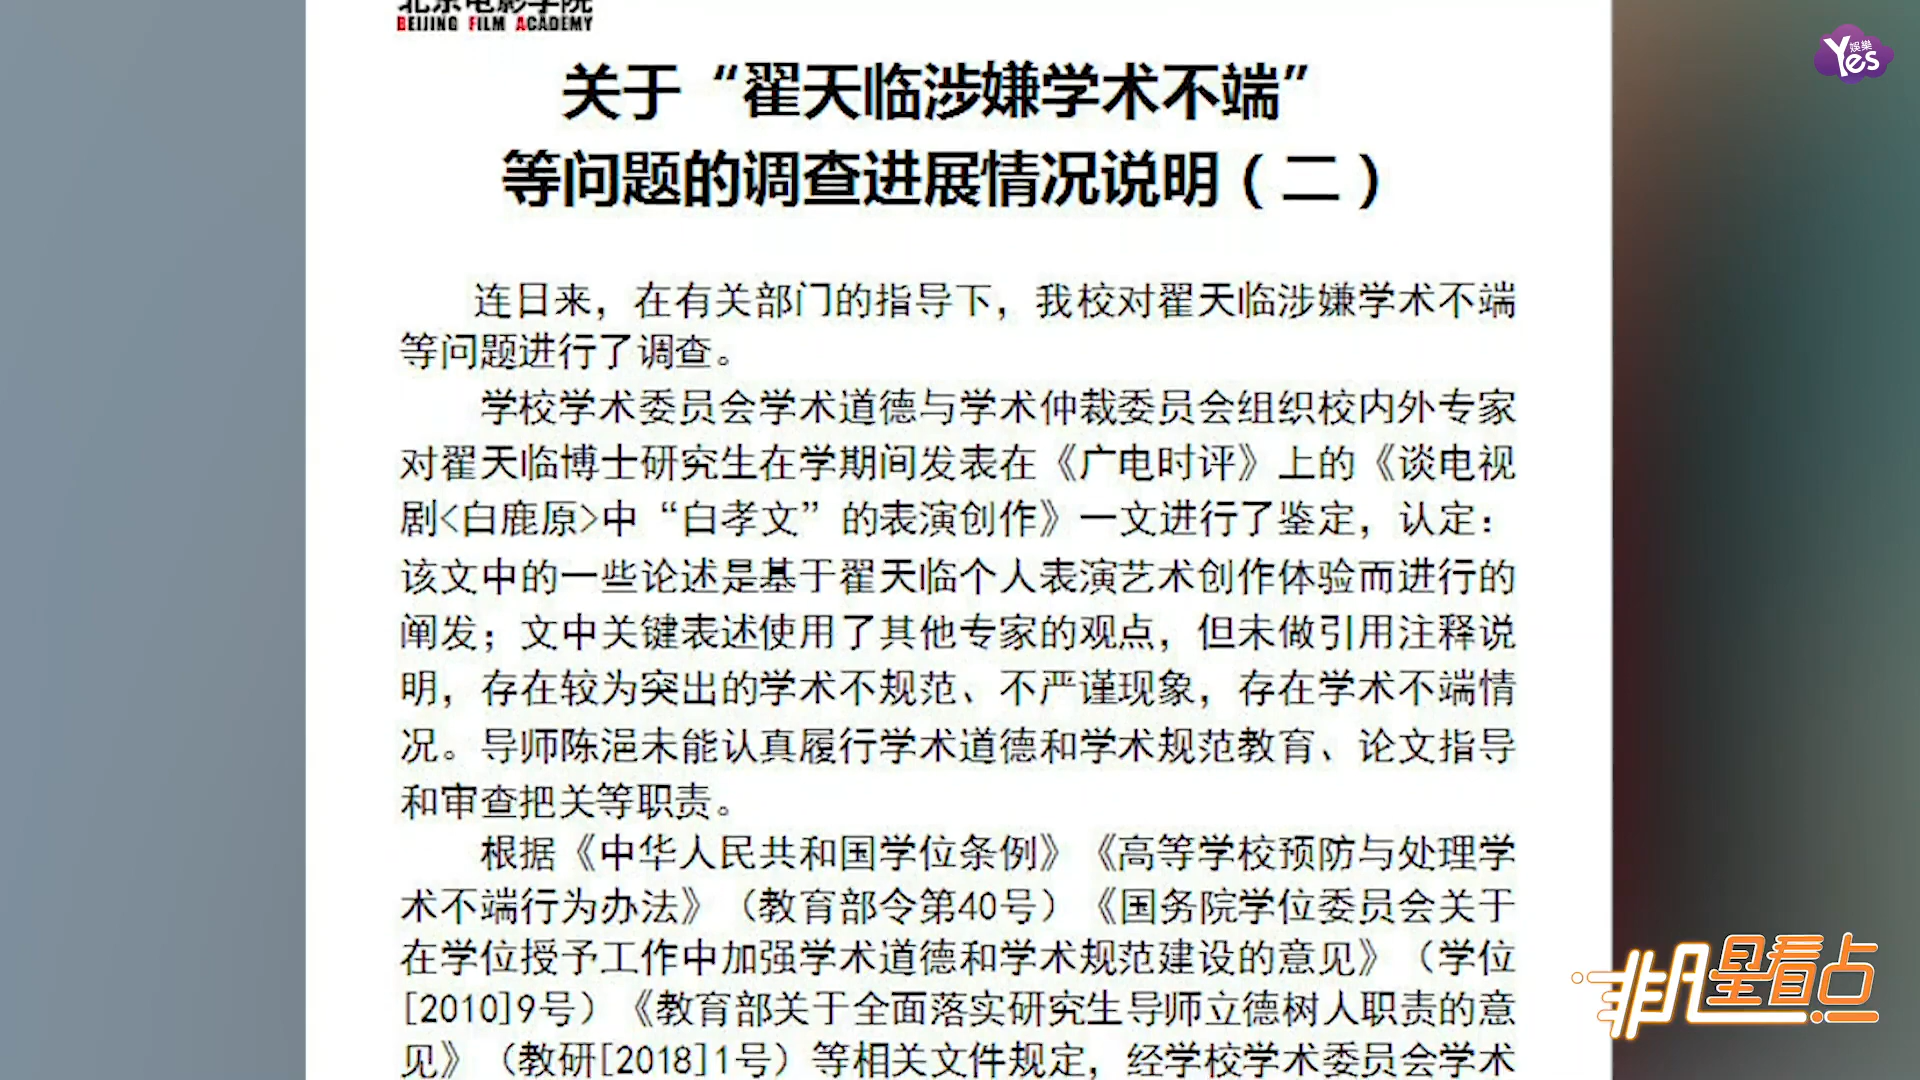 北京电影学院
BEIJING FILM ACADEMY
Yes 娛樂
关于“翟天临涉嫌学术不端”
等问题的调查进展情况说明（二）
连日来，在有关部门的指导下，我校对翟天临涉嫌学术不端
等问题进行了调查。
学校学术委员会学术道德与学术仲裁委员会组织校内外专家
对翟天临博士研究生在学期间发表在《广电时评》上的《谈电视
剧<白鹿原>中“白孝文”的表演创作》一文进行了鉴定，认定：
该文中的一些论述是基于翟天临个人表演艺术创作体验而进行的
阐发；文中关键表述使用了其他专家的观点，但未做引用注释说
明，存在较为突出的学术不规范、不严谨现象，存在学术不端情
况。导师陈浥未能认真履行学术道德和学术规范教育、论文指导
和审查把关等职责。
根据《中华人民共和国学位条例》《高等学校预防与处理学
术不端行为办法》（教育部令第40号）《国务院学位委员会关于
在学位授予工作中加强学术道德和学术规范建设的意见》（学位
[2010]9号）《教育部关于全面落实研究生导师立德树人职责的意
见》（教研[2018]1号）等相关文件规定，经学校学术委员会学术
非凡星看点